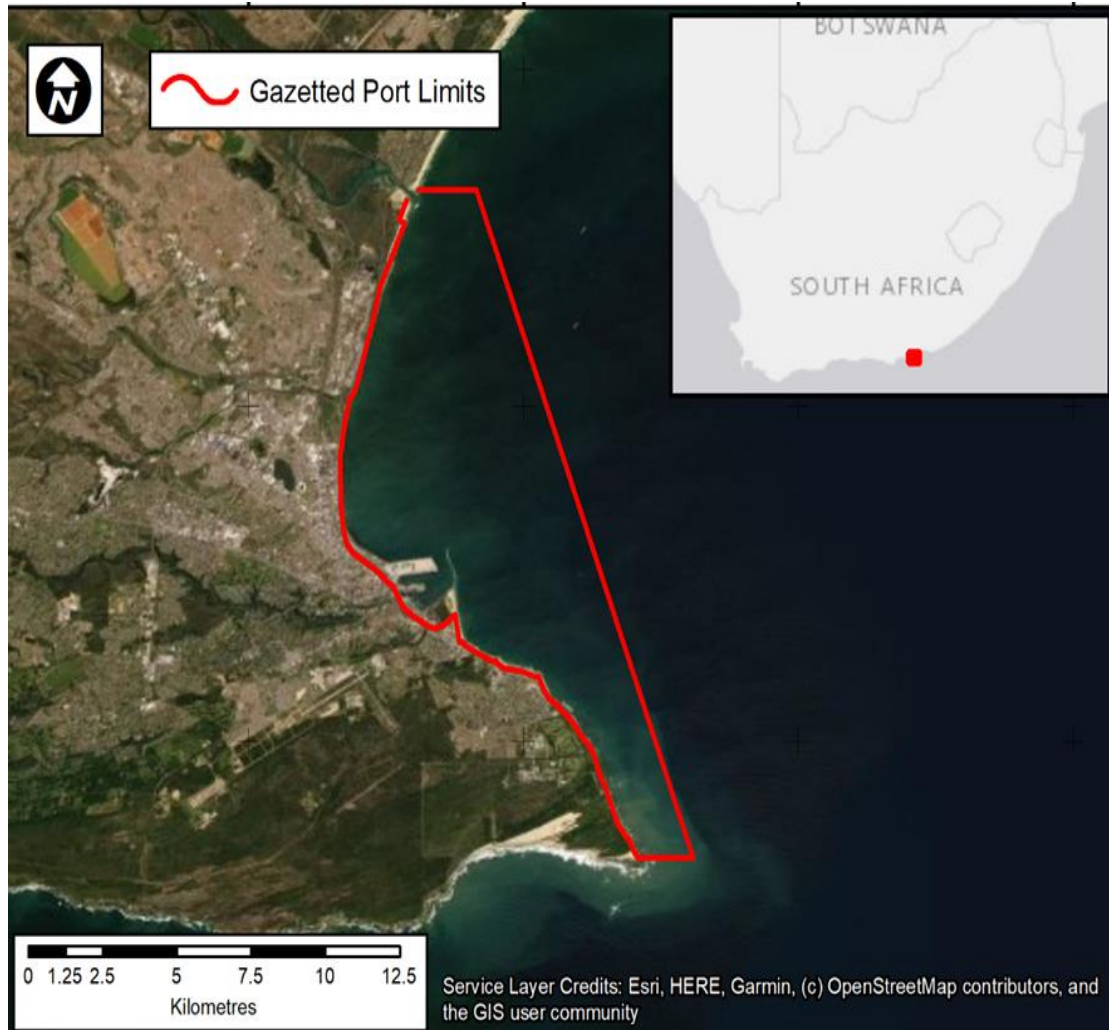 N
Gazetted Port Limits
BOTSWANA
SOUTH AFRICA
0 1.25 2.5 5 7.5 10 12.5
Kilometres
Service Layer Credits: Esri, HERE, Garmin, (c) OpenStreetMap contributors, and
the GIS user community